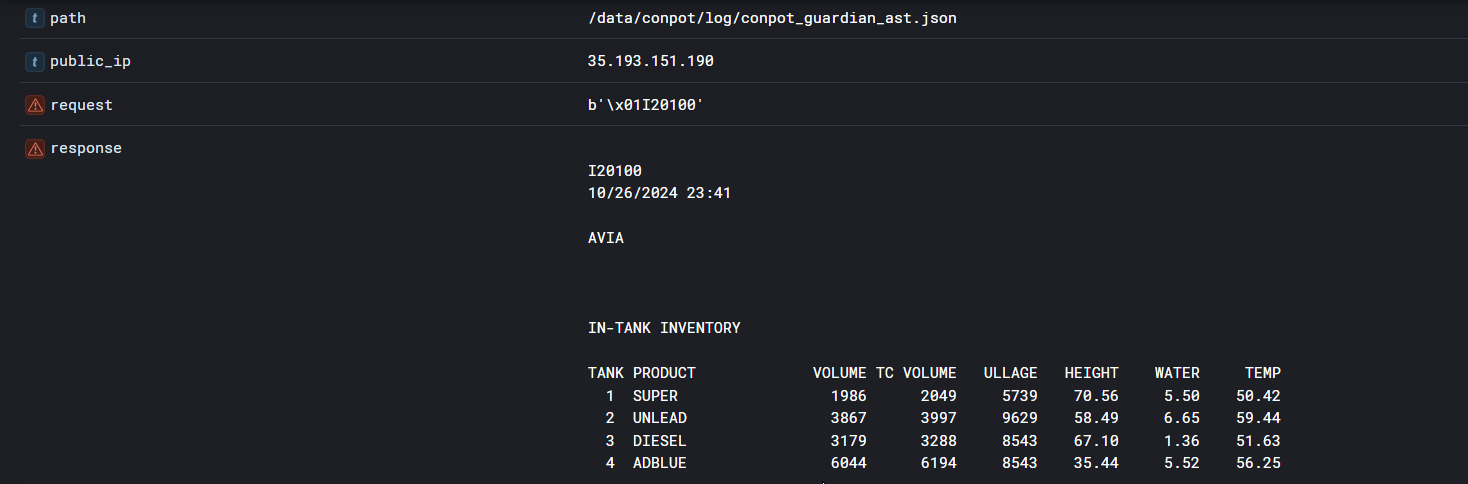 path /data/conpot/log/conpot_guardian_ast.json
public_ip 35.193.151.190
request b'\x01I20100'
response
I20100
10/26/2024 23:41
AVIA
IN-TANK INVENTORY
TANK PRODUCT VOLUME TC VOLUME ULLAGE HEIGHT WATER TEMP
1 SUPER 1986 2049 5739 70.56 5.50 50.42
2 UNLEAD 3867 3997 9629 58.49 6.65 59.44
3 DIESEL 3179 3288 8543 67.10 1.36 51.63
4 ADBLUE 6044 6194 8543 35.44 5.52 56.25